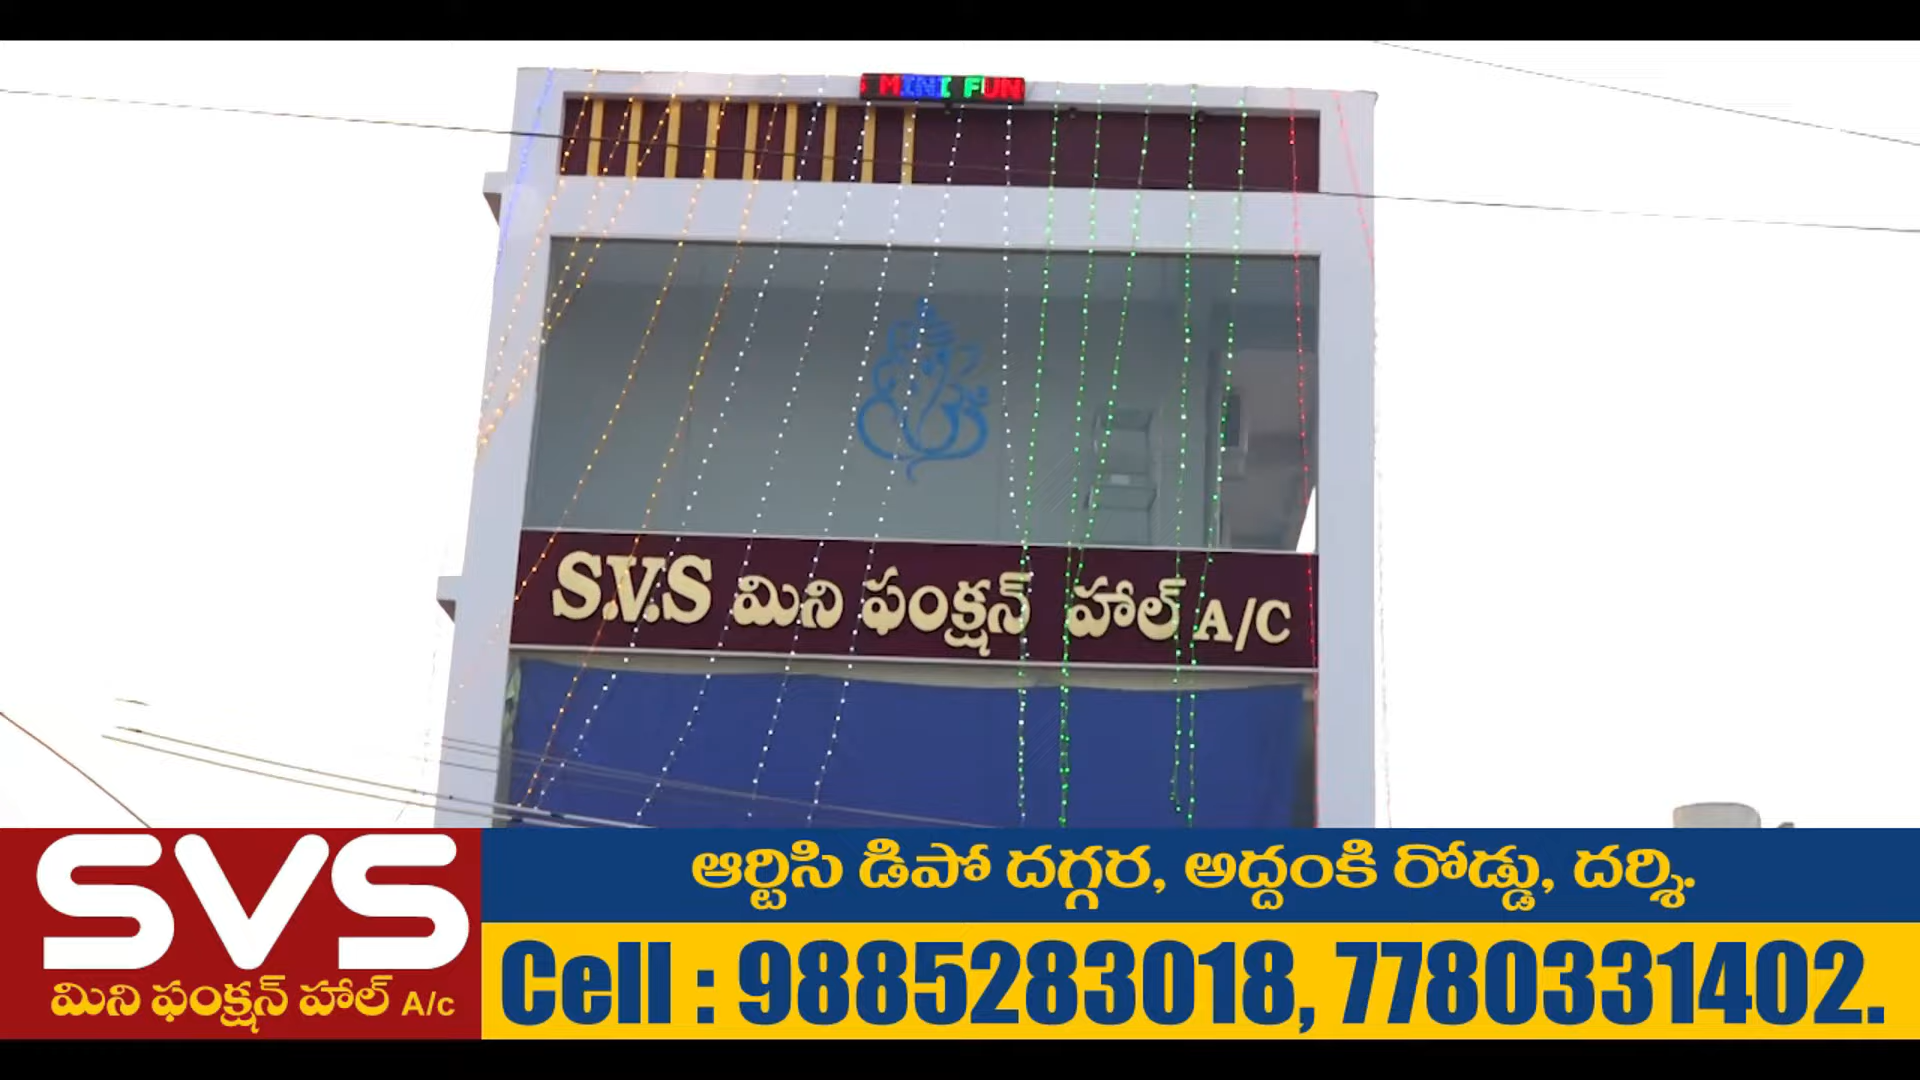 S MINI FUN
S.V.S మిని ఫంక్షన్ హాల్ A/C
SVS
మిని ఫంక్షన్ హాల్ A/c
ఆర్టిసి డిపో దగ్గర, అద్దంకి రోడ్డు, దర్శి.
Cell : 9885283018, 7780331402.